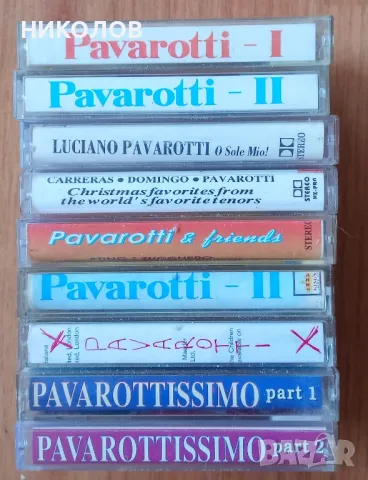 НИКОЛОВ
Pavarotti - I
Pavarotti - II
LUCIANO PAVAROTTI O Sole Mio!
STEREO
CARRERAS • DOMINGO • PAVAROTTI
Christmas favorites from
the world's favorite tenors
STEREO
Pavarotti & friends
STEREO
Pavarotti - II
X PAVAROTTI X
PAVAROTTISSIMO part 1
PAVAROTTISSIMO part 2
BAZAR